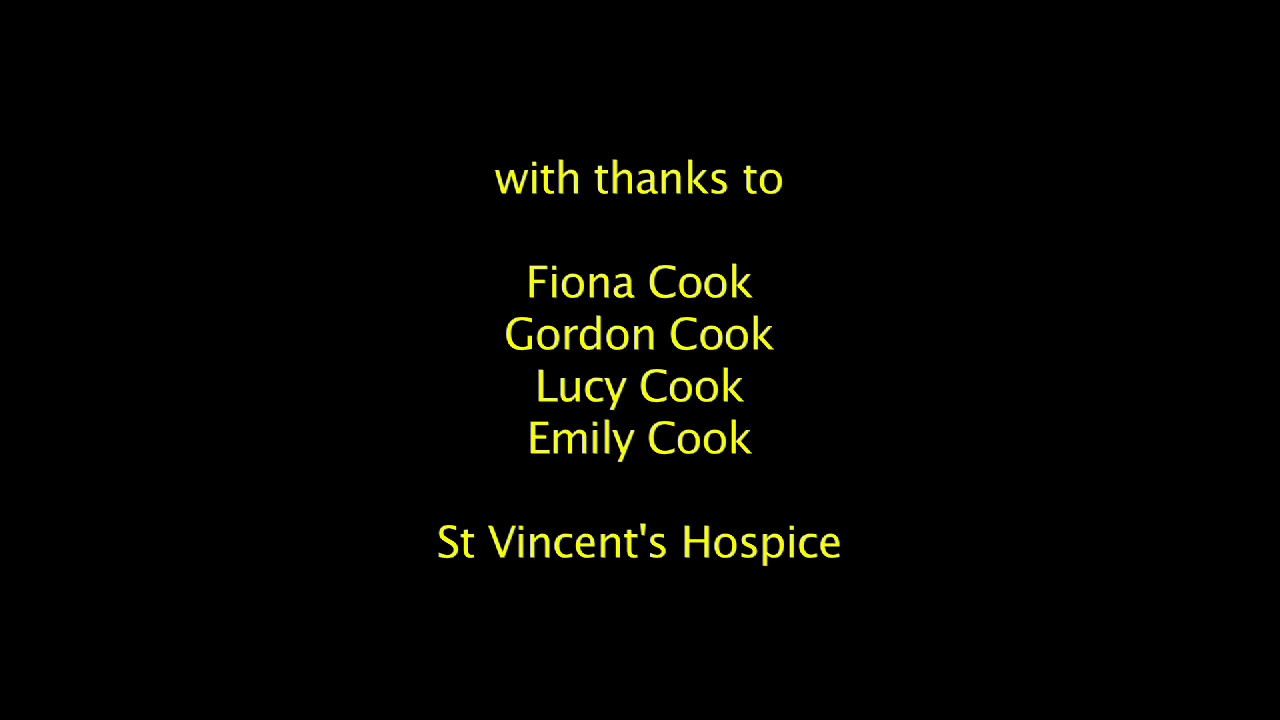 with thanks to
Fiona Cook
Gordon Cook
Lucy Cook
Emily Cook
St Vincent's Hospice